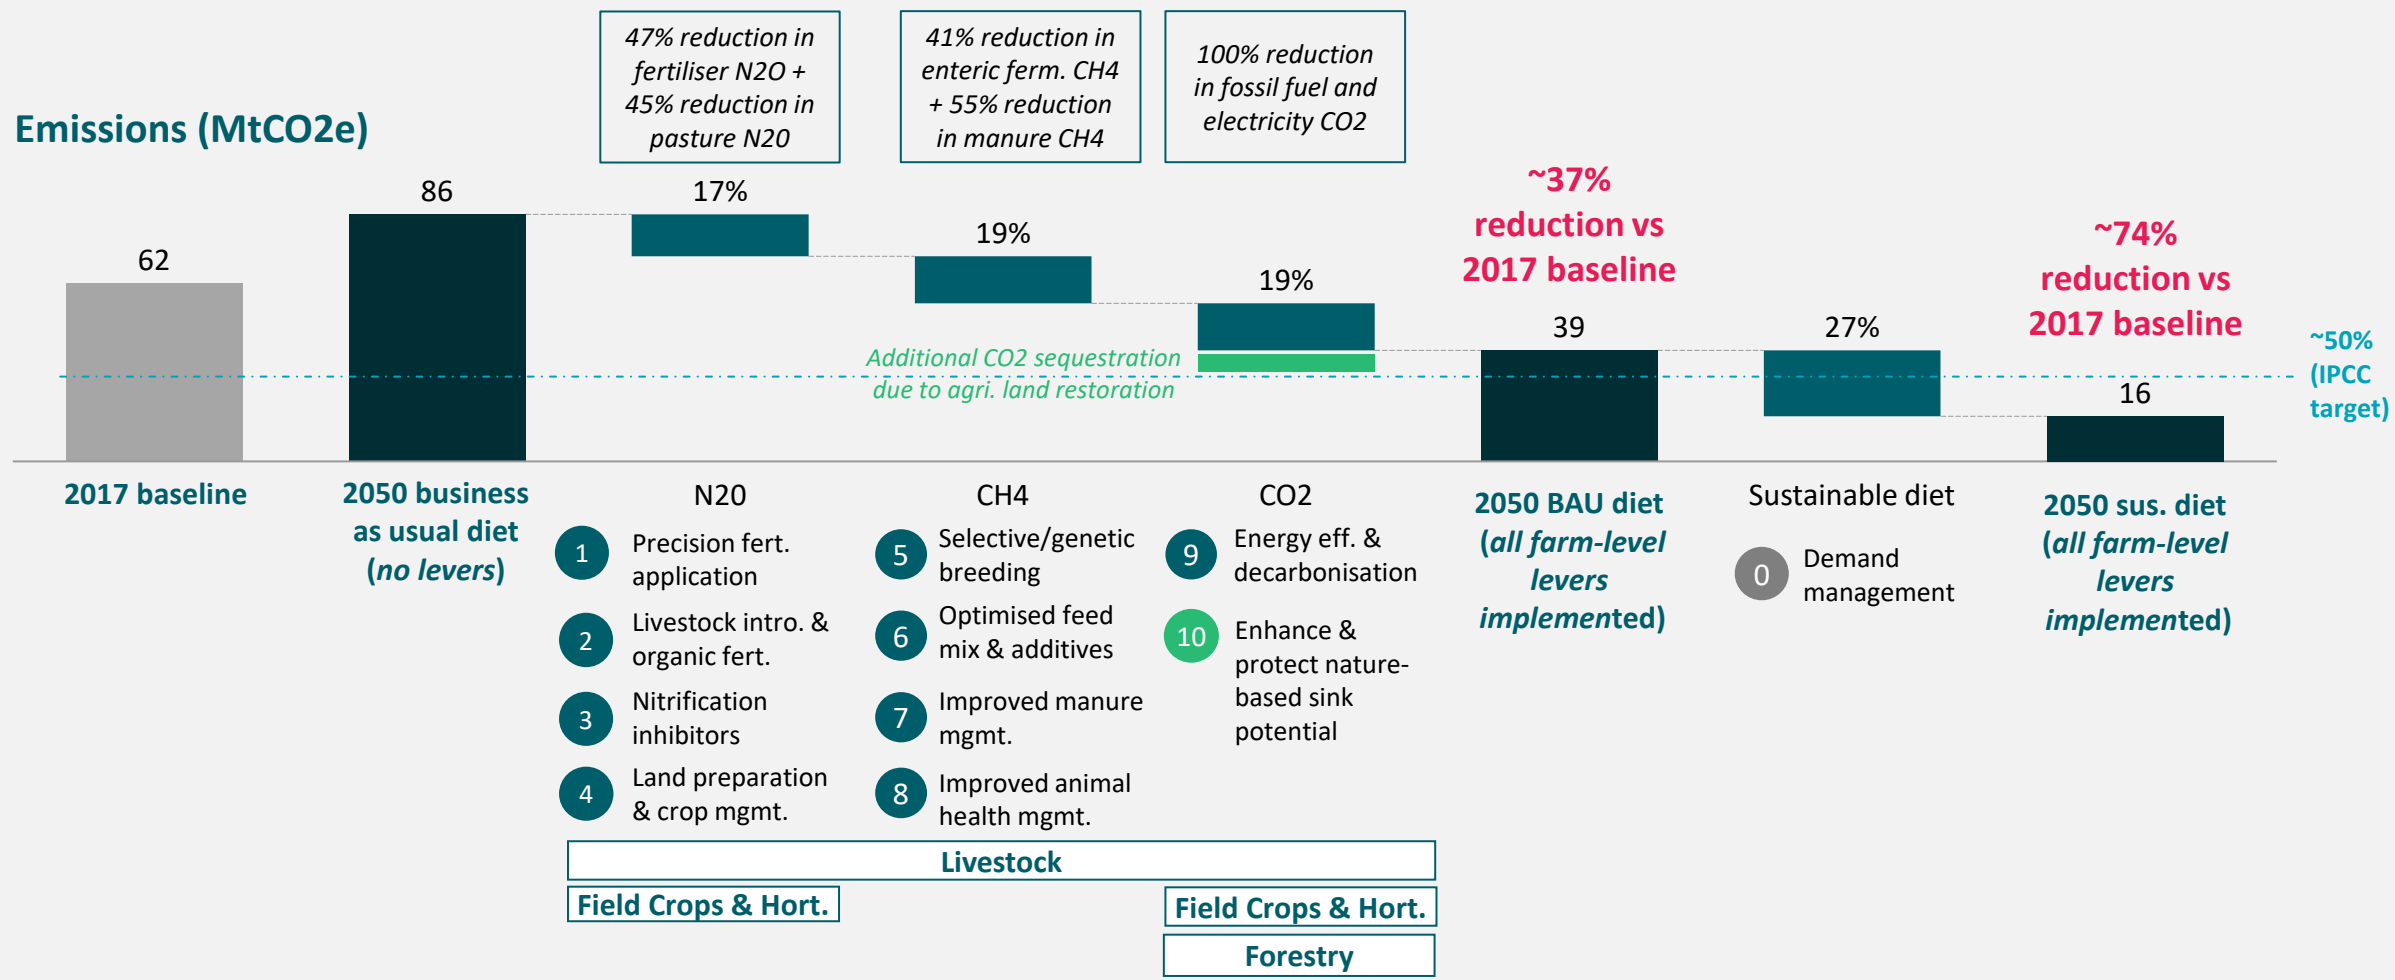 47% reduction in
fertiliser N2O +
45% reduction in
pasture N20
41% reduction in
enteric ferm. CH4
+ 55% reduction
in manure CH4
100% reduction
in fossil fuel and
electricity CO2
Emissions (MtCO2e)
62
86
17%
19%
19%
Additional CO2 sequestration
due to agri. land restoration
~37%
reduction vs
2017 baseline
39
27%
~74%
reduction vs
2017 baseline
16
~50%
(IPCC
target)
2017 baseline
2050 business
as usual diet
(no levers)
N20
1
Precision fert.
application
2
Livestock intro. &
organic fert.
3
Nitrification
inhibitors
4
Land preparation
& crop mgmt.
CH4
5
Selective/genetic
breeding
6
Optimised feed
mix & additives
7
Improved manure
mgmt.
8
Improved animal
health mgmt.
CO2
9
Energy eff. &
decarbonisation
10
Enhance &
protect nature-
based sink
potential
2050 BAU diet
(all farm-level
levers
implemented)
Sustainable diet
0
Demand
management
2050 sus. diet
(all farm-level
levers
implemented)
Livestock
Field Crops & Hort.
Field Crops & Hort.
Forestry